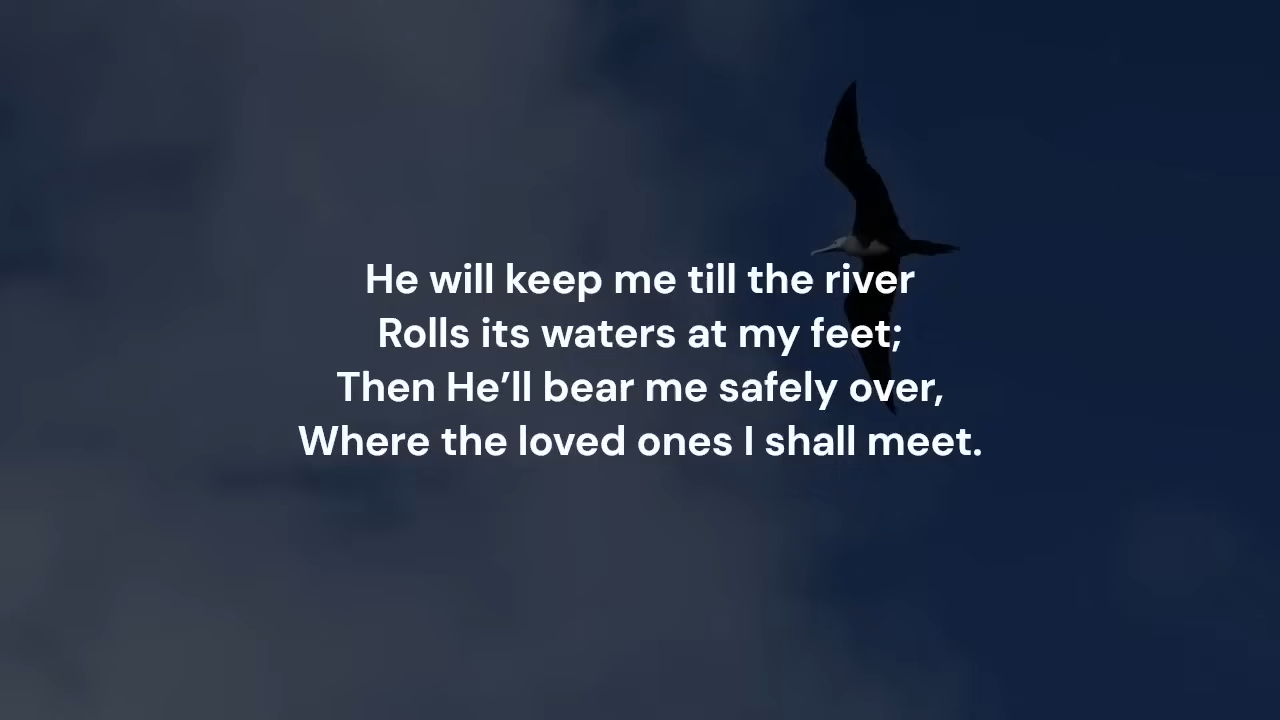 He will keep me till the river
Rolls its waters at my feet;
Then He’ll bear me safely over,
Where the loved ones I shall meet.